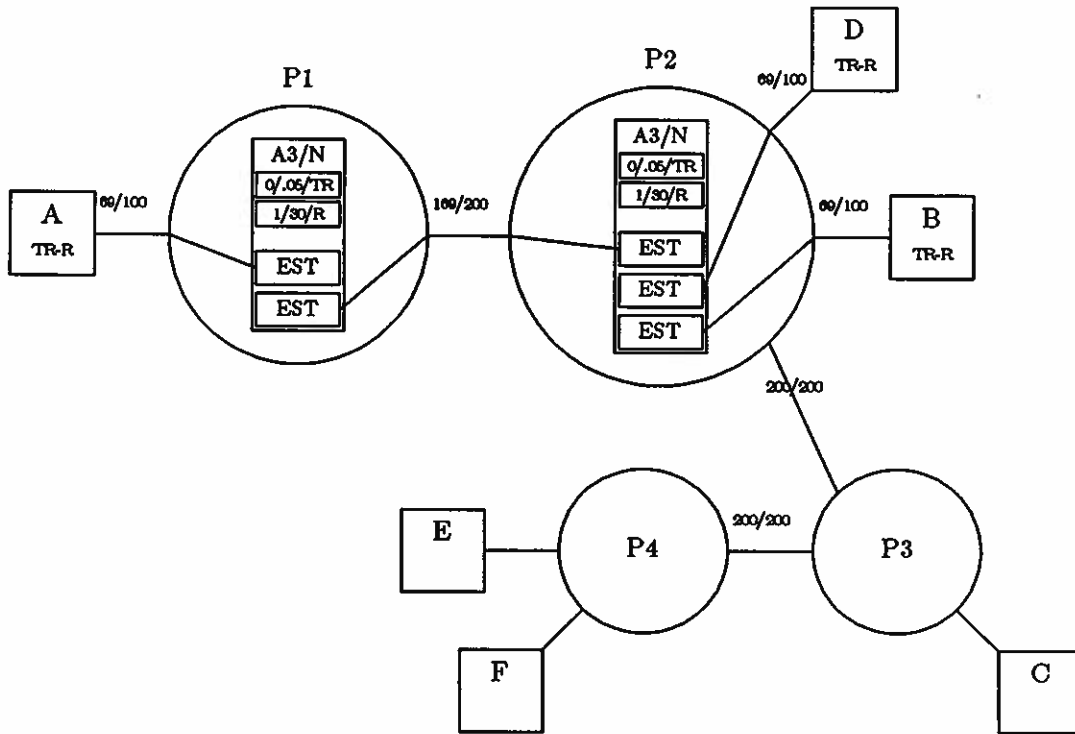 D
TR-R
P2
69/100
P1
A3/N
0/.05/TR
1/30/R
EST
EST
EST
A3/N
0/.05/TR
1/30/R
EST
EST
69/100
A
TR-R
169/200
69/100
B
TR-R
200/200
E
P4
200/200
P3
F
C